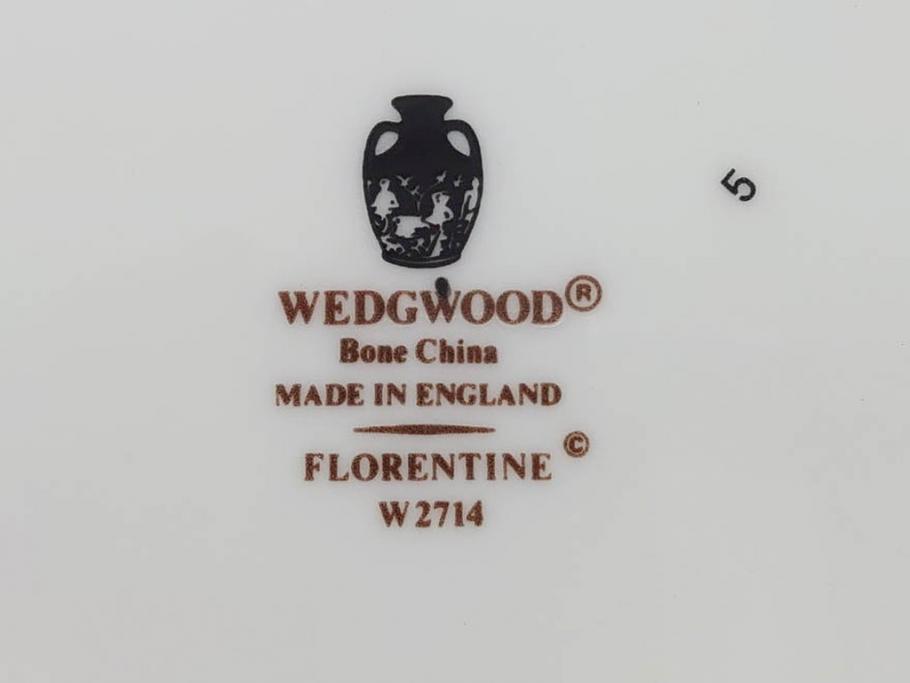 WEDGWOOD®
Bone China
MADE IN ENGLAND
FLORENTINE ©
W2714
5